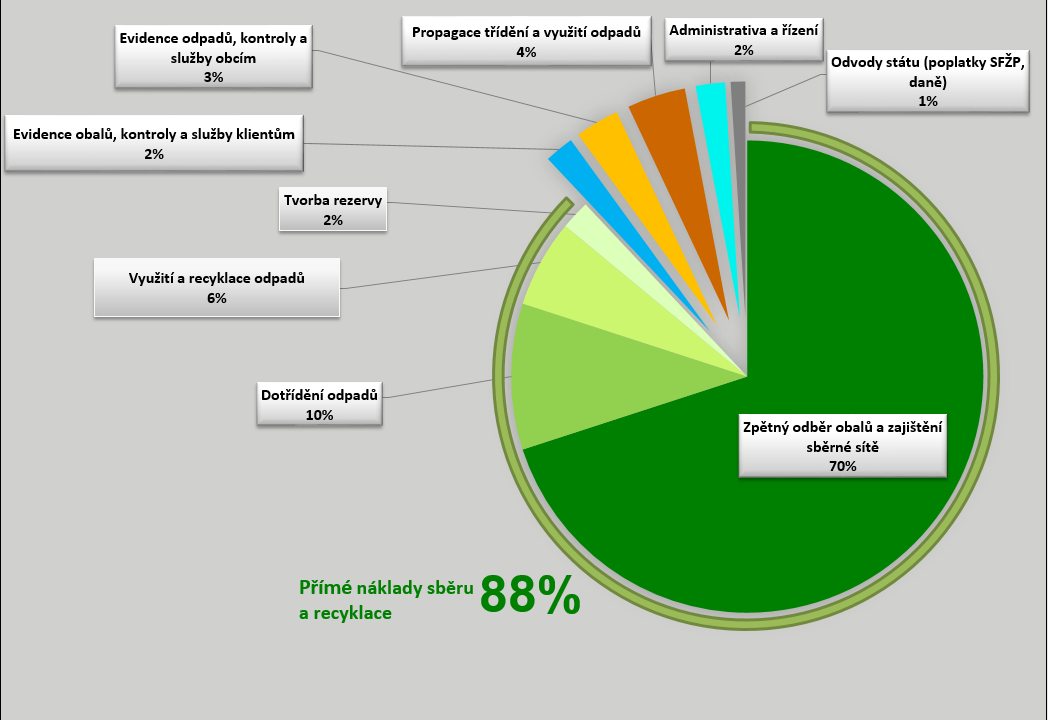 Evidence odpadů, kontroly a
služby obcím
3%
Propagace třídění a využití odpadů
4%
Administrativa a řízení
2%
Odvody státu (poplatky SFŽP,
daně)
1%
Evidence obalů, kontroly a služby klientům
2%
Tvorba rezervy
2%
Využití a recyklace odpadů
6%
Dotřídění odpadů
10%
Zpětný odběr obalů a zajištění
sběrné sítě
70%
Přímé náklady sběru
a recyklace
88%